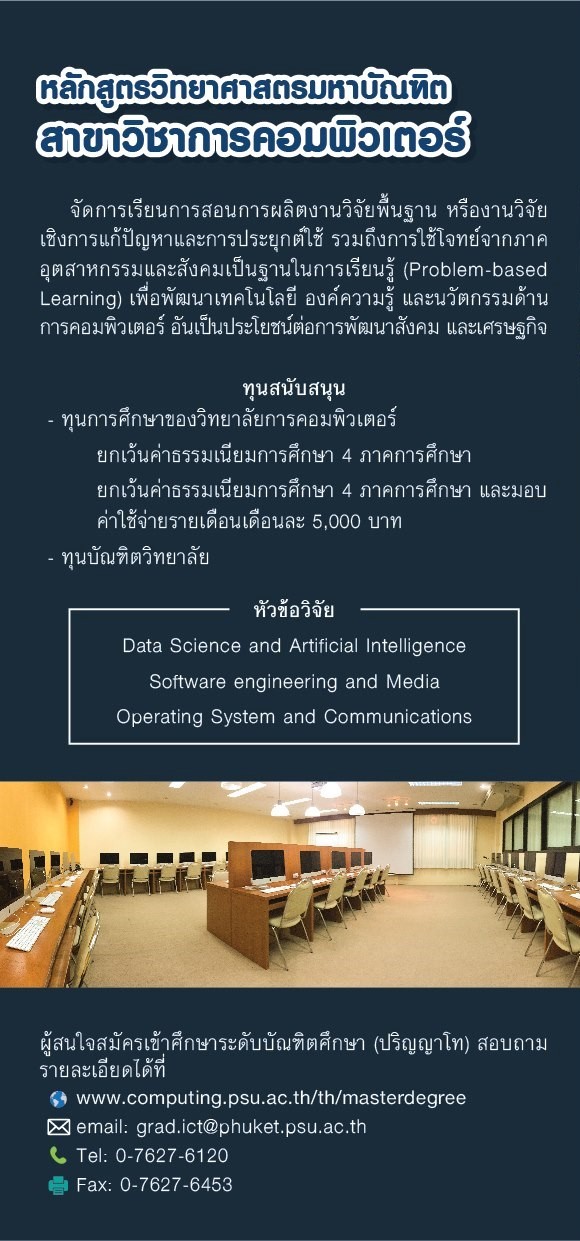 หลักสูตรวิทยาศาสตรมหาบัณฑิต
สาขาวิชาการคอมพิวเตอร์
จัดการเรียนการสอนการผลิตงานวิจัยพื้นฐาน หรืองานวิจัย
เชิงการแก้ปัญหาและการประยุกต์ใช้ รวมถึงการใช้โจทย์จากภาค
อุตสาหกรรมและสังคมเป็นฐานในการเรียนรู้ (Problem-based
Learning) เพื่อพัฒนาเทคโนโลยี องค์ความรู้ และนวัตกรรมด้าน
การคอมพิวเตอร์ อันเป็นประโยชน์ต่อการพัฒนาสังคม และเศรษฐกิจ
ทุนสนับสนุน
- ทุนการศึกษาของวิทยาลัยการคอมพิวเตอร์
ยกเว้นค่าธรรมเนียมการศึกษา 4 ภาคการศึกษา
ยกเว้นค่าธรรมเนียมการศึกษา 4 ภาคการศึกษา และมอบ
ค่าใช้จ่ายรายเดือนเดือนละ 5,000 บาท
- ทุนบัณฑิตวิทยาลัย
หัวข้อวิจัย
Data Science and Artificial Intelligence
Software engineering and Media
Operating System and Communications
ผู้สนใจสมัครเข้าศึกษาระดับบัณฑิตศึกษา (ปริญญาโท) สอบถาม
รายละเอียดได้ที่
www.computing.psu.ac.th/th/masterdegree
email: grad.ict@phuket.psu.ac.th
Tel: 0-7627-6120
Fax: 0-7627-6453